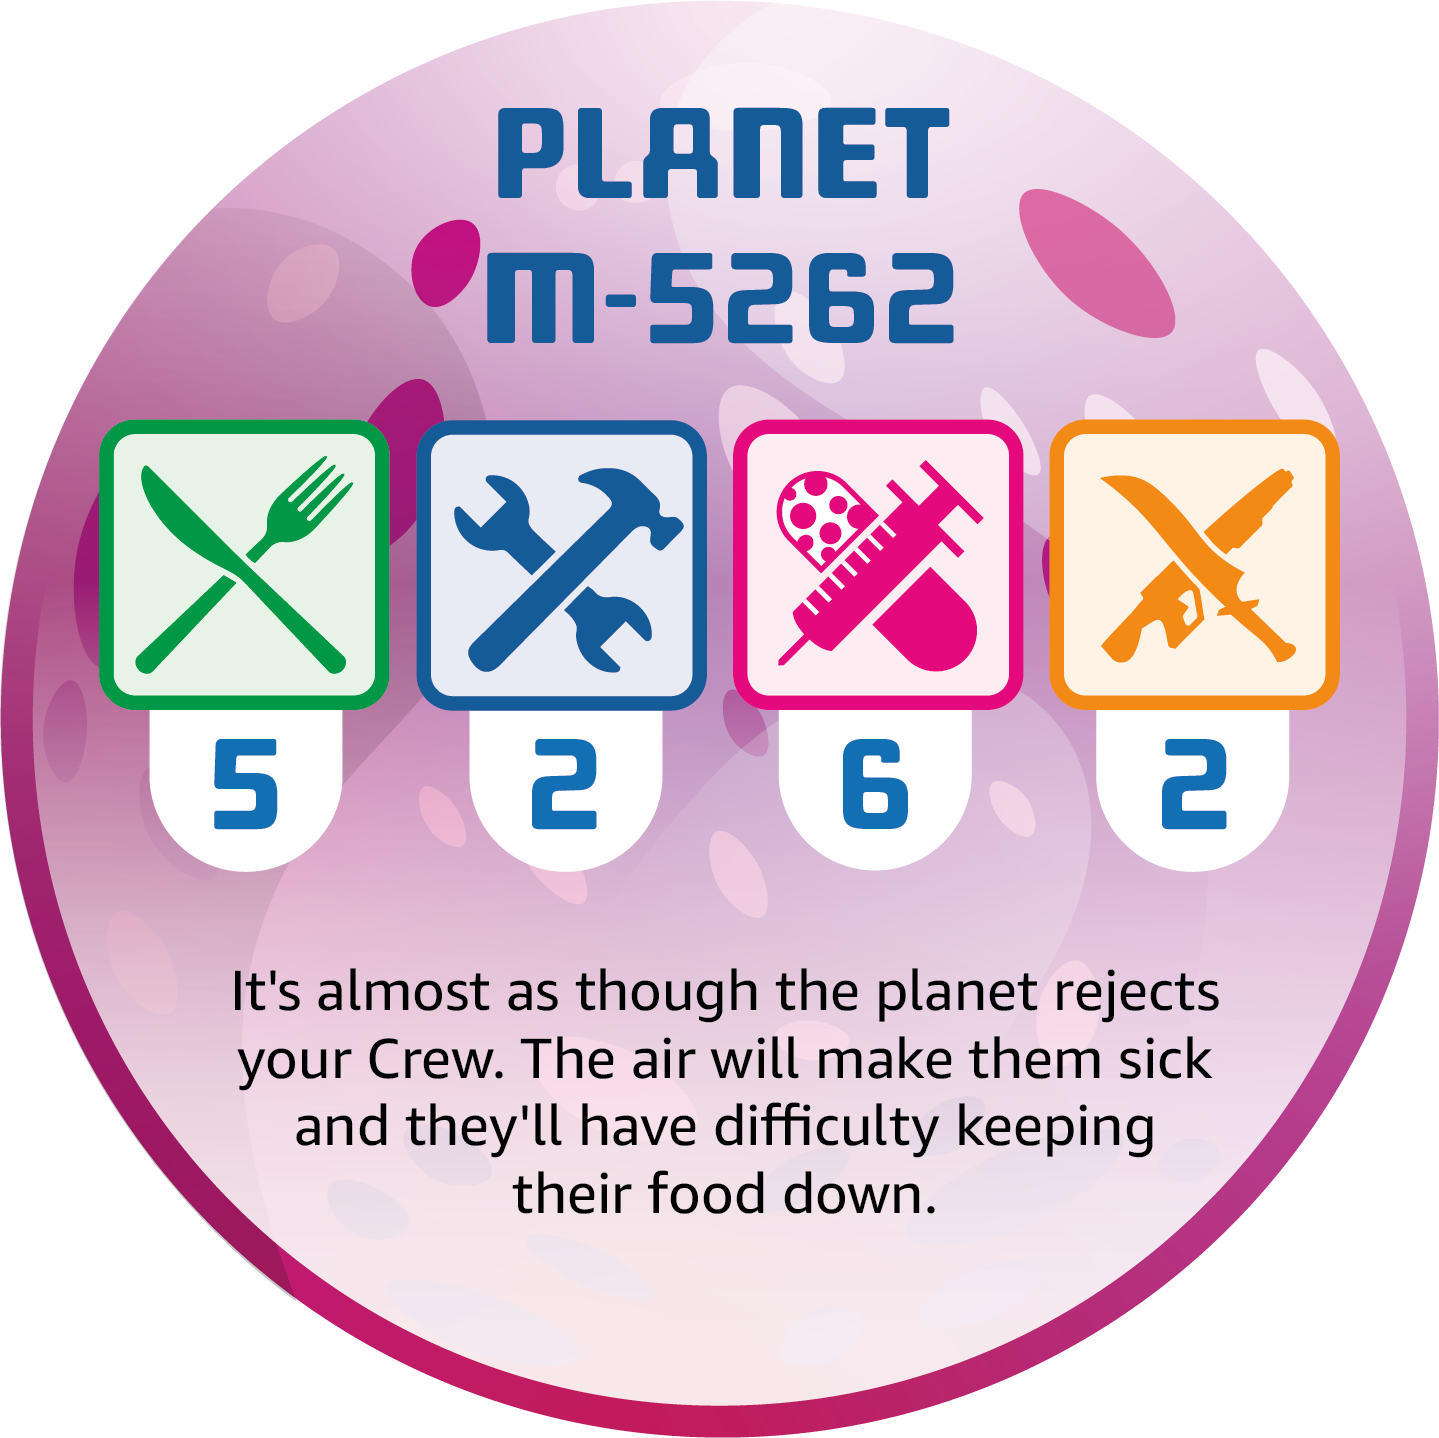 PLANET
M-5262
5 2 6 2
It's almost as though the planet rejects
your Crew. The air will make them sick
and they'll have difficulty keeping
their food down.